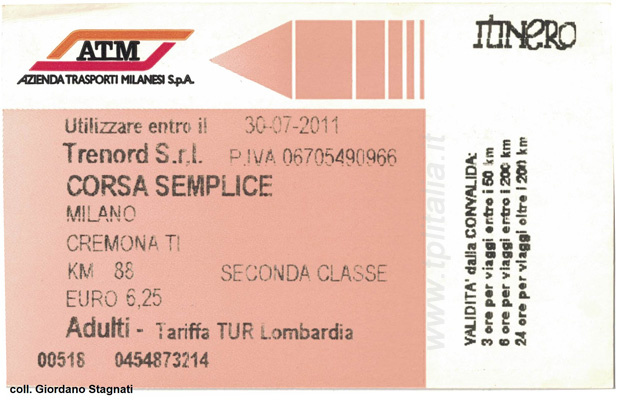 ATM
AZIENDA TRASPORTI MILANESI S.p.A.
ITINERO
Utilizzare entro il 30-07-2011
Trenord S.r.l. P.IVA 06705490966
CORSA SEMPLICE
MILANO
CREMONA TI
KM 88 SECONDA CLASSE
EURO 6,25
Adulti - Tariffa TUR Lombardia
00518 0454873214
www.tplitalia.it
VALIDITA' dalla CONVALIDA:
3 ore per viaggi entro i 50 km
6 ore per viaggi entro i 200 km
24 ore per viaggi oltre i 200 km
coll. Giordano Stagnati